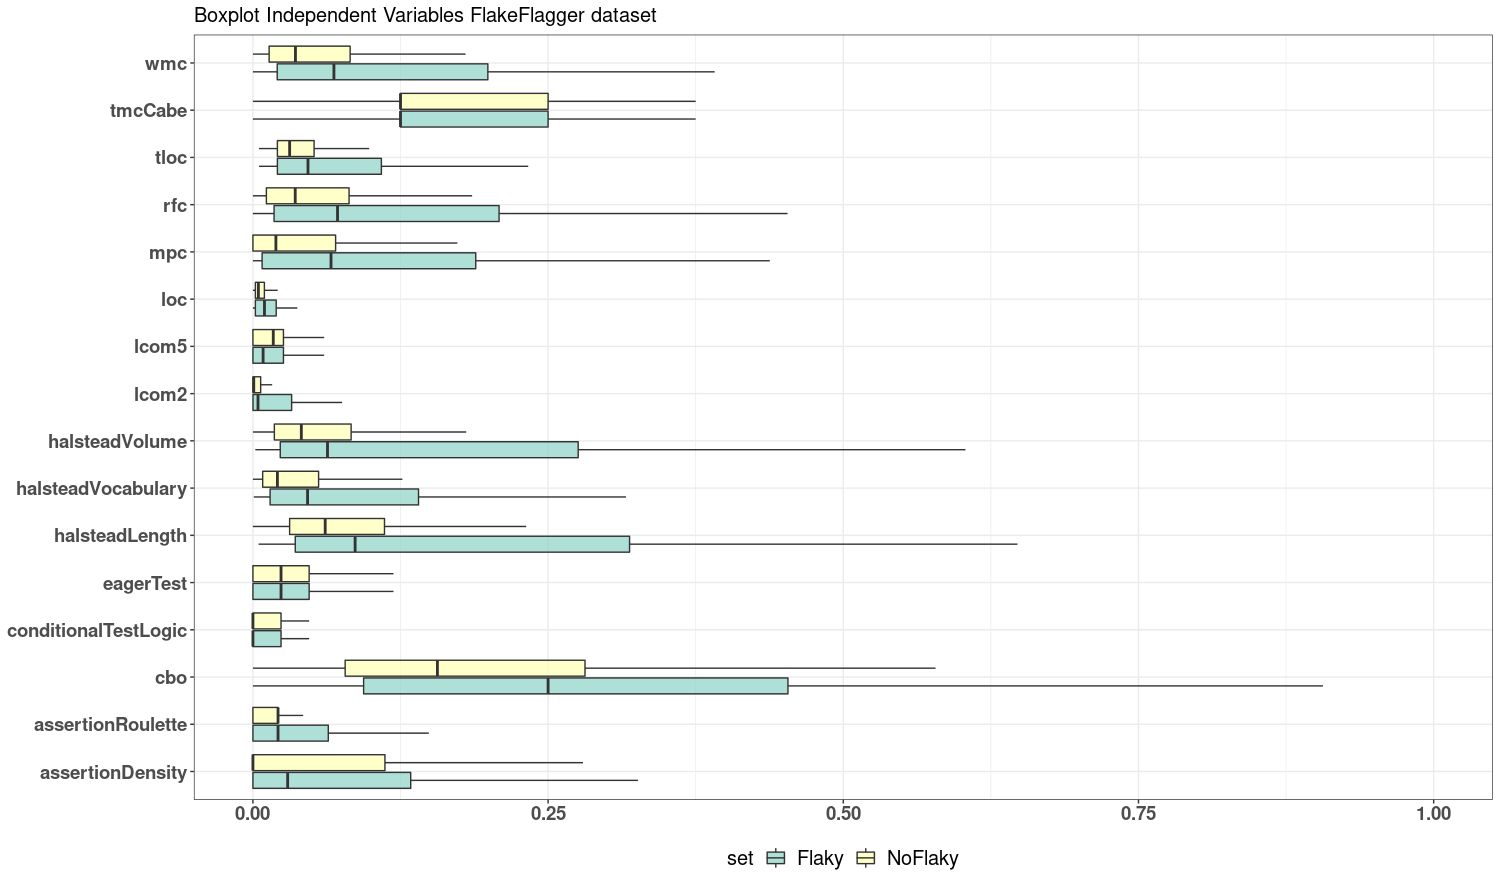 Boxplot Independent Variables FlakeFlagger dataset
wmc
tmcCabe
tloc
rfc
mpc
loc
lcom5
lcom2
halsteadVolume
halsteadVocabulary
halsteadLength
eagerTest
conditionalTestLogic
cbo
assertionRoulette
assertionDensity
0.00 0.25 0.50 0.75 1.00
set Flaky NoFlaky